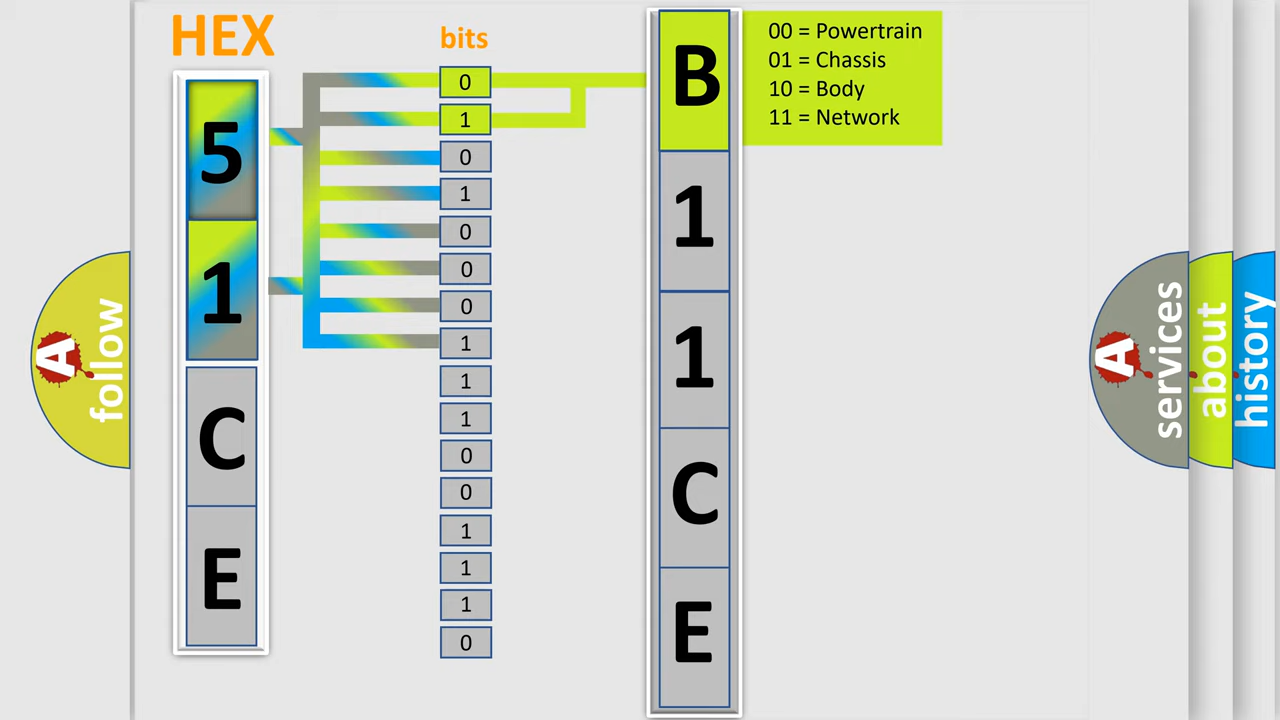 HEX
bits
5
1
C
E
0
1
0
1
0
0
0
1
1
1
0
0
1
1
1
0
B
1
1
C
E
00 = Powertrain
01 = Chassis
10 = Body
11 = Network
A
follow
A
services
about
history